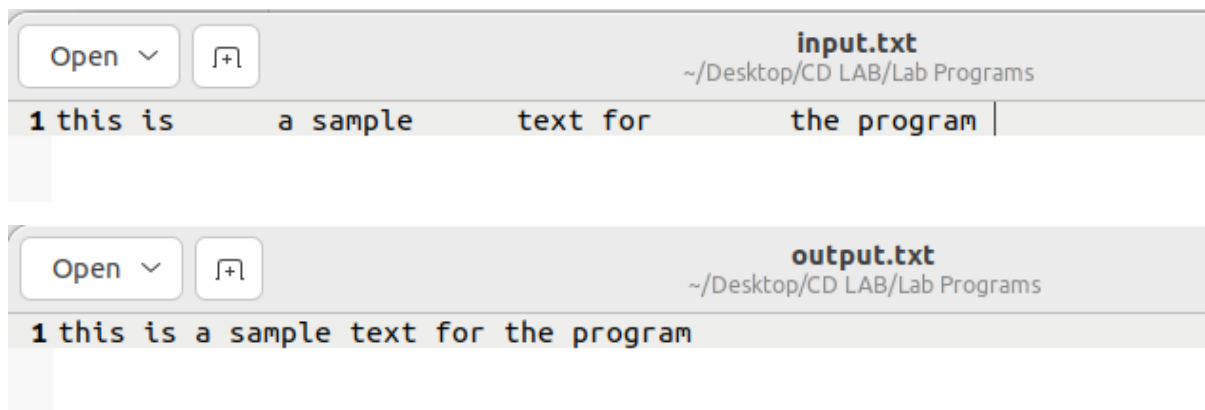 Open
input.txt
~/Desktop/CD LAB/Lab Programs
1 this is      a sample      text for        the program
Open
output.txt
~/Desktop/CD LAB/Lab Programs
1 this is a sample text for the program